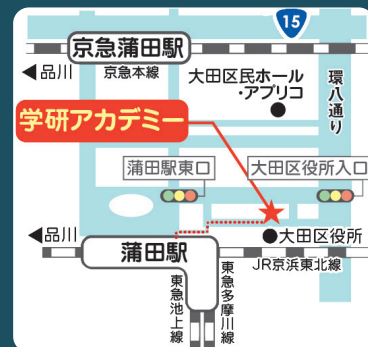 15
京急蒲田駅
◀品川
京急本線
大田区民ホール
・アプリコ
環八通り
学研アカデミー
蒲田駅東口
大田区役所入口
◀品川
蒲田駅
大田区役所
JR京浜東北線
東急池上線
東急多摩川線